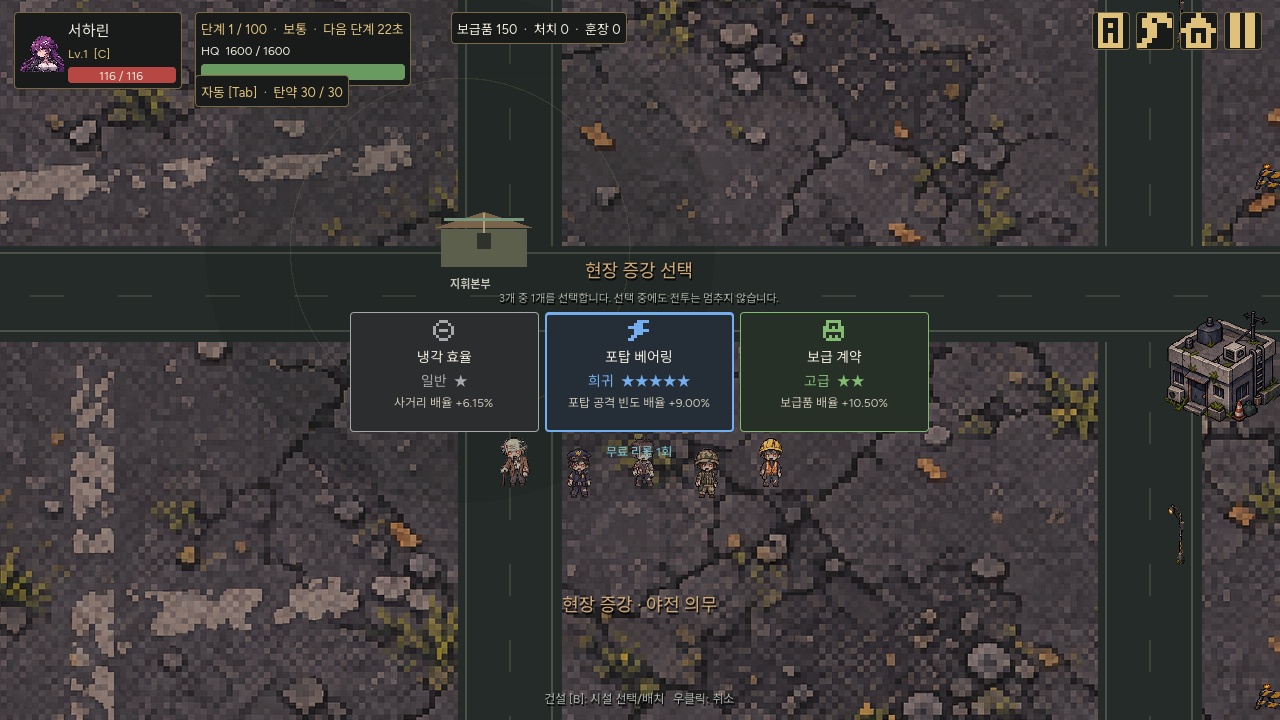 서하린
Lv.1 [C]
116 / 116
단계 1 / 100 · 보통 · 다음 단계 22초
HQ 1600 / 1600
자동 [Tab] · 탄약 30 / 30
보급품 150 · 처치 0 · 훈장 0
지휘본부
현장 증강 선택
3개 중 1개를 선택합니다. 선택 중에도 전투는 멈추지 않습니다.
냉각 효율
일반 ★
사거리 배율 +6.15%
포탑 베어링
희귀 ★★★★★
포탑 공격 빈도 배율 +9.00%
보급 계약
고급 ★★
보급품 배율 +10.50%
무료 리롤 1회
현장 증강 · 야전 의무
건설 [B]: 시설 선택/배치 우클릭: 취소